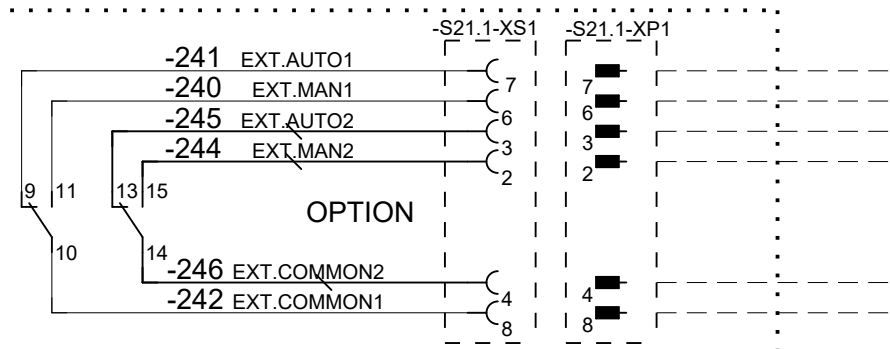 -S21.1-XS1 -S21.1-XP1
-241 EXT.AUTO1
7 7
-240 EXT.MAN1
6 6
-245 EXT.AUTO2
3 3
-244 EXT.MAN2
2 2
9 11 13 15
OPTION
10 14
-246 EXT.COMMON2
4 4
-242 EXT.COMMON1
8 8